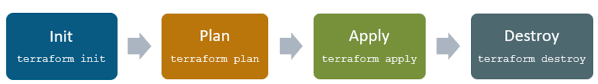 Init
terraform init
Plan
terraform plan
Apply
terraform apply
Destroy
terraform destroy